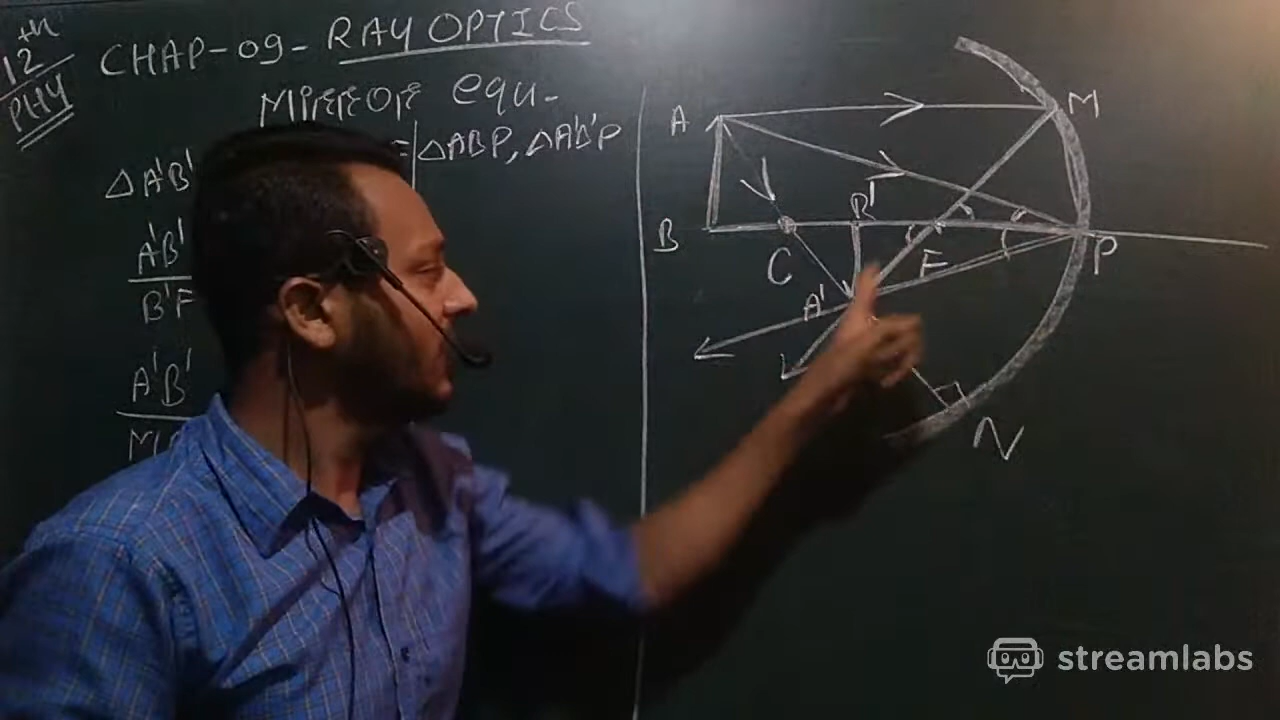 12th
PHY
CHAP-09- RAY OPTICS
MIRROR equ-
ΔA'B'
=|ΔABP, ΔA'B'P
A'B'
B'F
A'B'
A
M
B
B'
P
C
F
A'
N
streamlabs